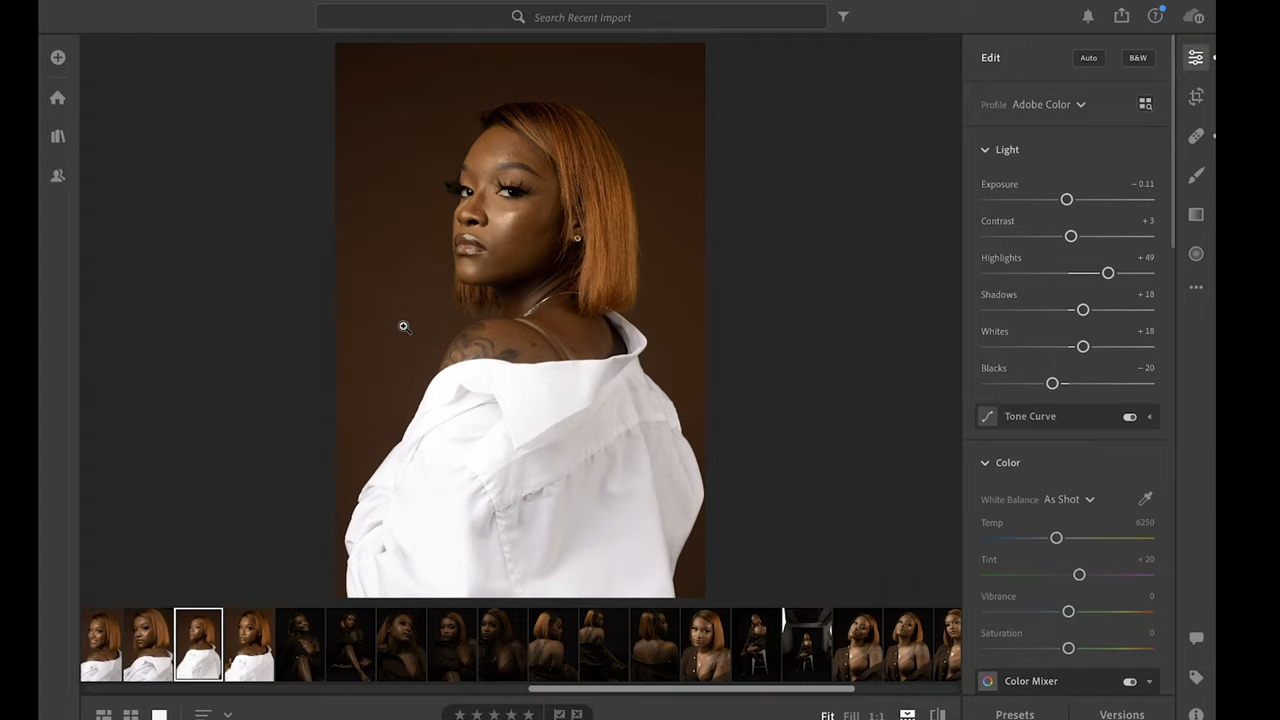 Search Recent Import
Edit
Auto
B&W
Profile Adobe Color
Light
Exposure − 0.11
Contrast + 3
Highlights + 49
Shadows + 18
Whites + 18
Blacks − 20
Tone Curve
Color
White Balance As Shot
Temp 6250
Tint + 20
Vibrance 0
Saturation 0
Color Mixer
Fit Fill 1:1
Presets Versions